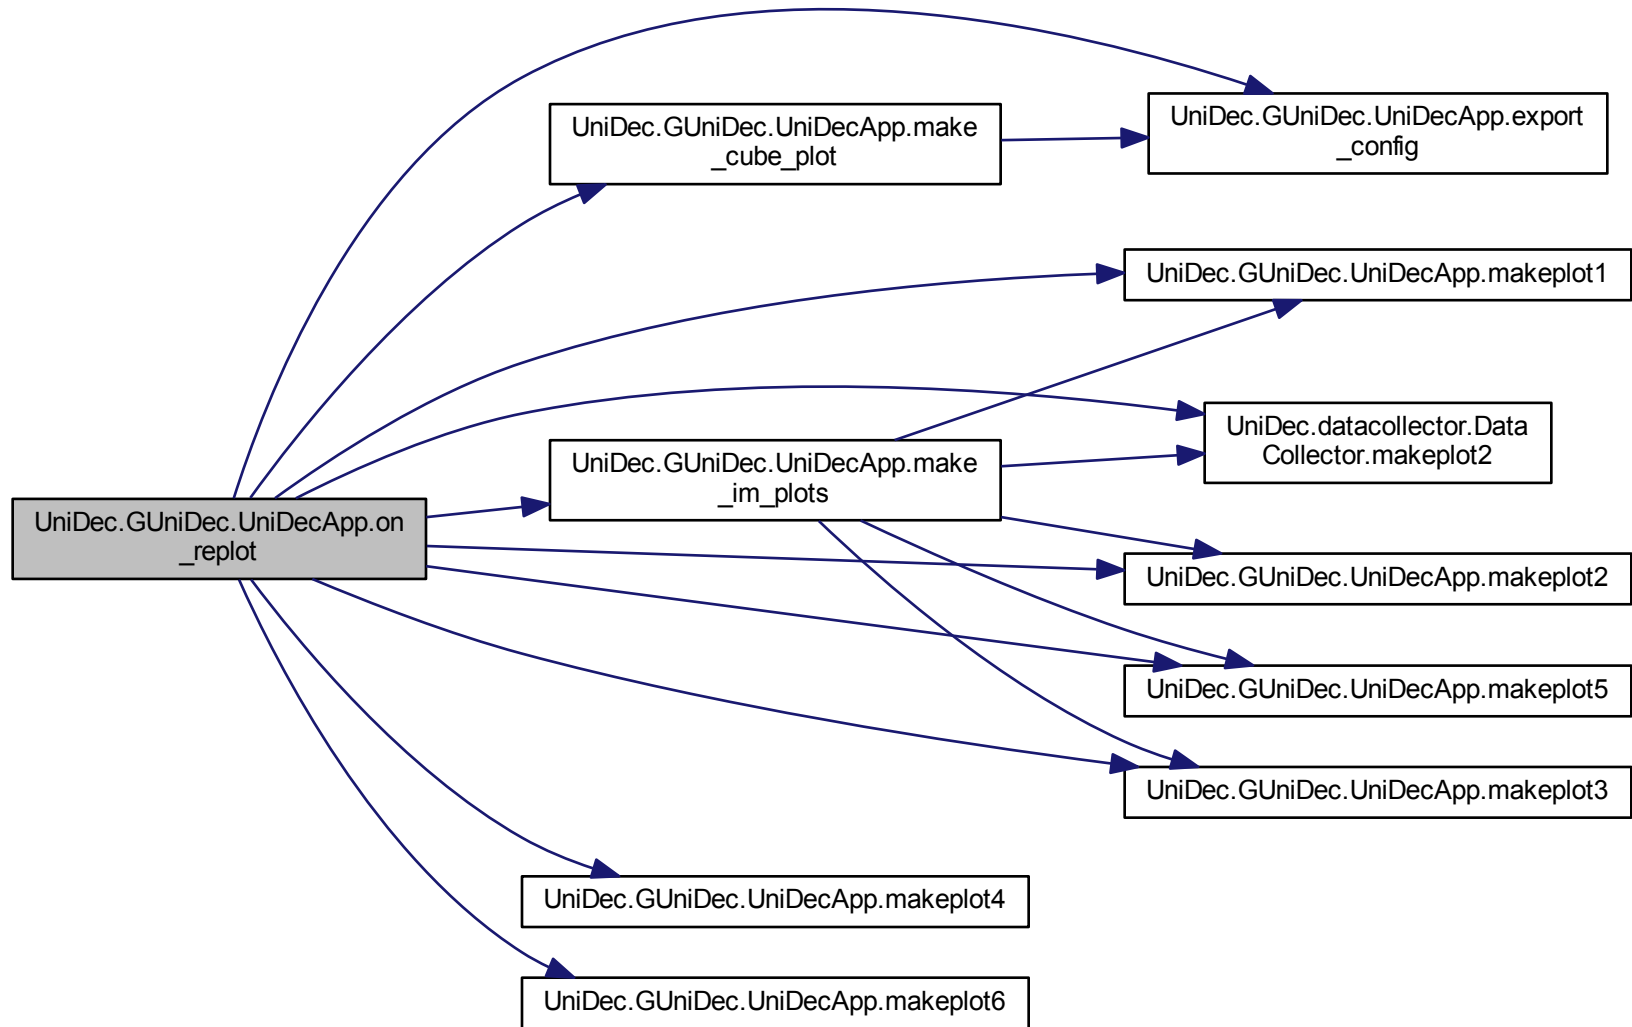 UniDec.GUniDec.UniDecApp.export
_config
UniDec.GUniDec.UniDecApp.make
_cube_plot
UniDec.GUniDec.UniDecApp.makeplot1
UniDec.datacollector.Data
Collector.makeplot2
UniDec.GUniDec.UniDecApp.make
_im_plots
UniDec.GUniDec.UniDecApp.on
_replot
UniDec.GUniDec.UniDecApp.makeplot2
UniDec.GUniDec.UniDecApp.makeplot5
UniDec.GUniDec.UniDecApp.makeplot3
UniDec.GUniDec.UniDecApp.makeplot4
UniDec.GUniDec.UniDecApp.makeplot6